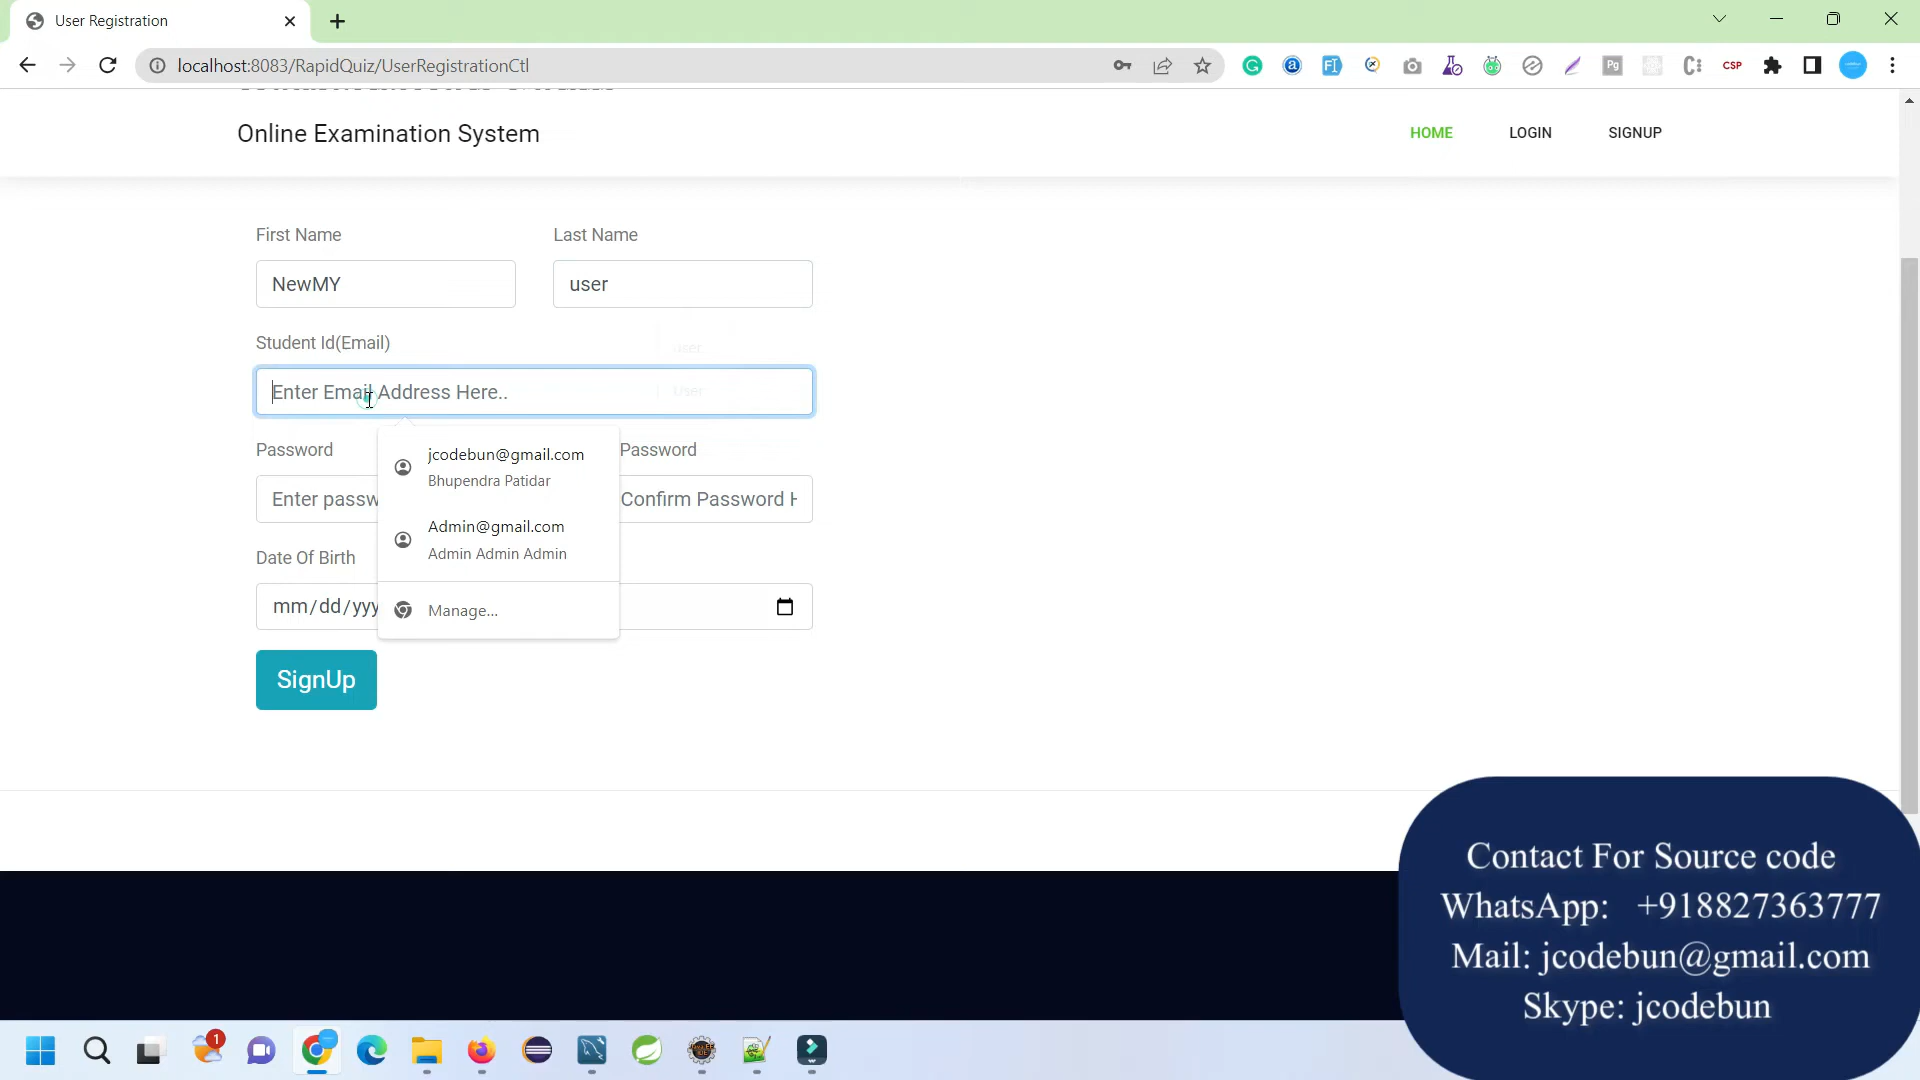 User Registration
localhost:8083/RapidQuiz/UserRegistrationCtl
CSP
Online Examination System
HOME LOGIN SIGNUP
First Name Last Name
NewMY user
Student Id(Email)
user
User
Enter Email Address Here..
Password Password
jcodebun@gmail.com
Bhupendra Patidar
Enter passw Confirm Password H
Admin@gmail.com
Admin Admin Admin
Date Of Birth
mm/dd/yyy
Manage...
SignUp
Contact For Source code
WhatsApp: +918827363777
Mail: jcodebun@gmail.com
Skype: jcodebun
1